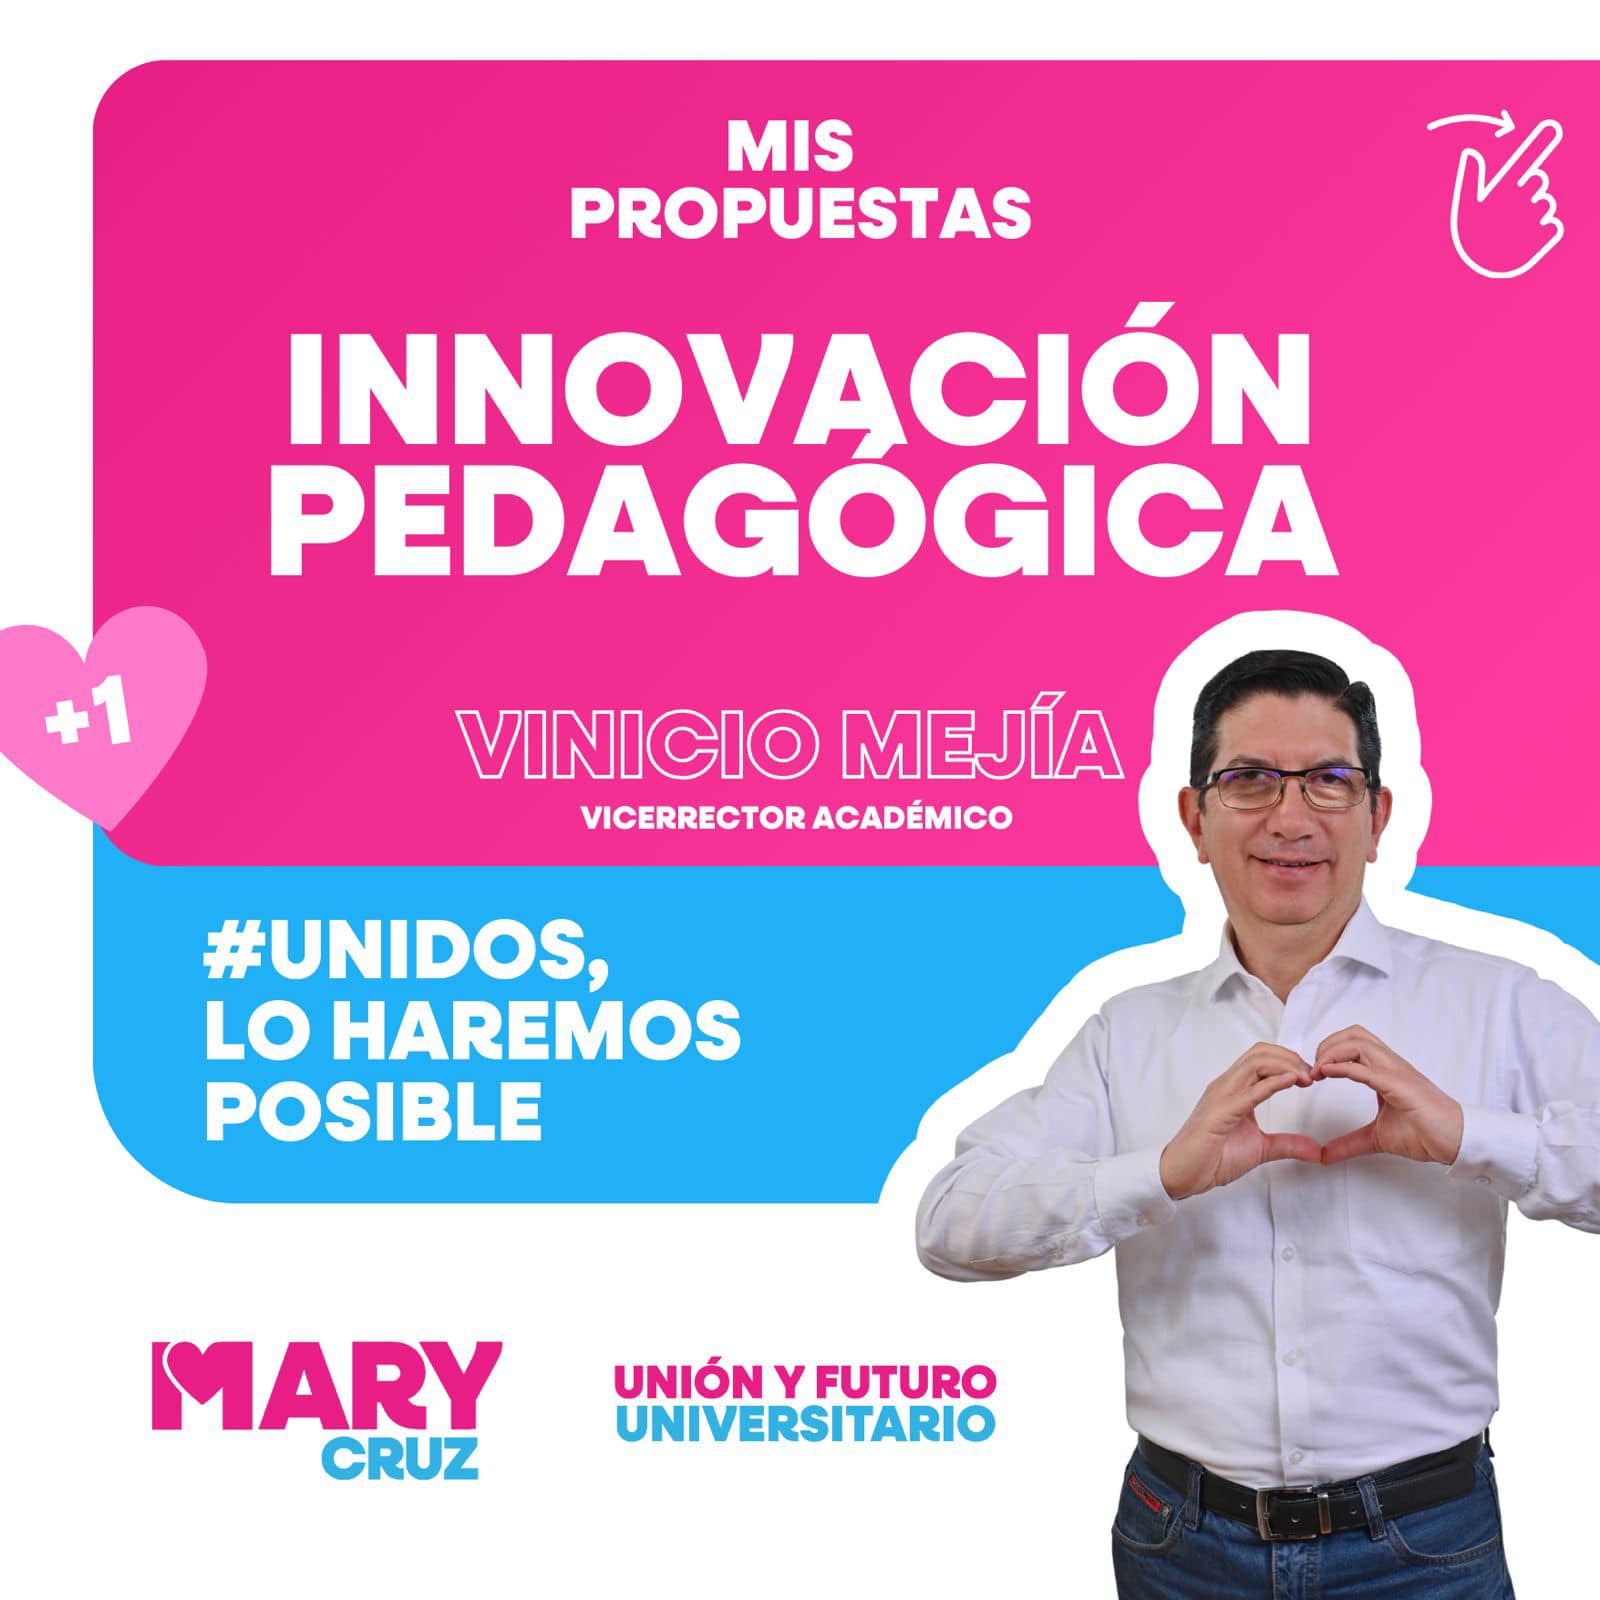 MIS
PROPUESTAS
INNOVACIÓN
PEDAGÓGICA
+1
VINICIO MEJÍA
VICERRECTOR ACADÉMICO
#UNIDOS,
LO HAREMOS
POSIBLE
MARY
CRUZ
UNIÓN Y FUTURO
UNIVERSITARIO